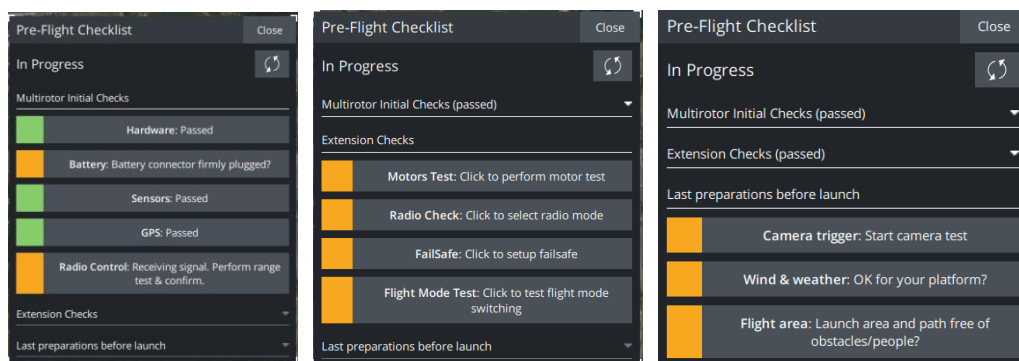 Pre-Flight Checklist
Close
In Progress
Multirotor Initial Checks
Hardware: Passed
Battery: Battery connector firmly plugged?
Sensors: Passed
GPS: Passed
Radio Control: Receiving signal. Perform range
test & confirm.
Extension Checks
Last preparations before launch
Pre-Flight Checklist
Close
In Progress
Multirotor Initial Checks (passed)
Extension Checks
Motors Test: Click to perform motor test
Radio Check: Click to select radio mode
FailSafe: Click to setup failsafe
Flight Mode Test: Click to test flight mode
switching
Last preparations before launch
Pre-Flight Checklist
Close
In Progress
Multirotor Initial Checks (passed)
Extension Checks (passed)
Last preparations before launch
Camera trigger: Start camera test
Wind & weather: OK for your platform?
Flight area: Launch area and path free of
obstacles/people?